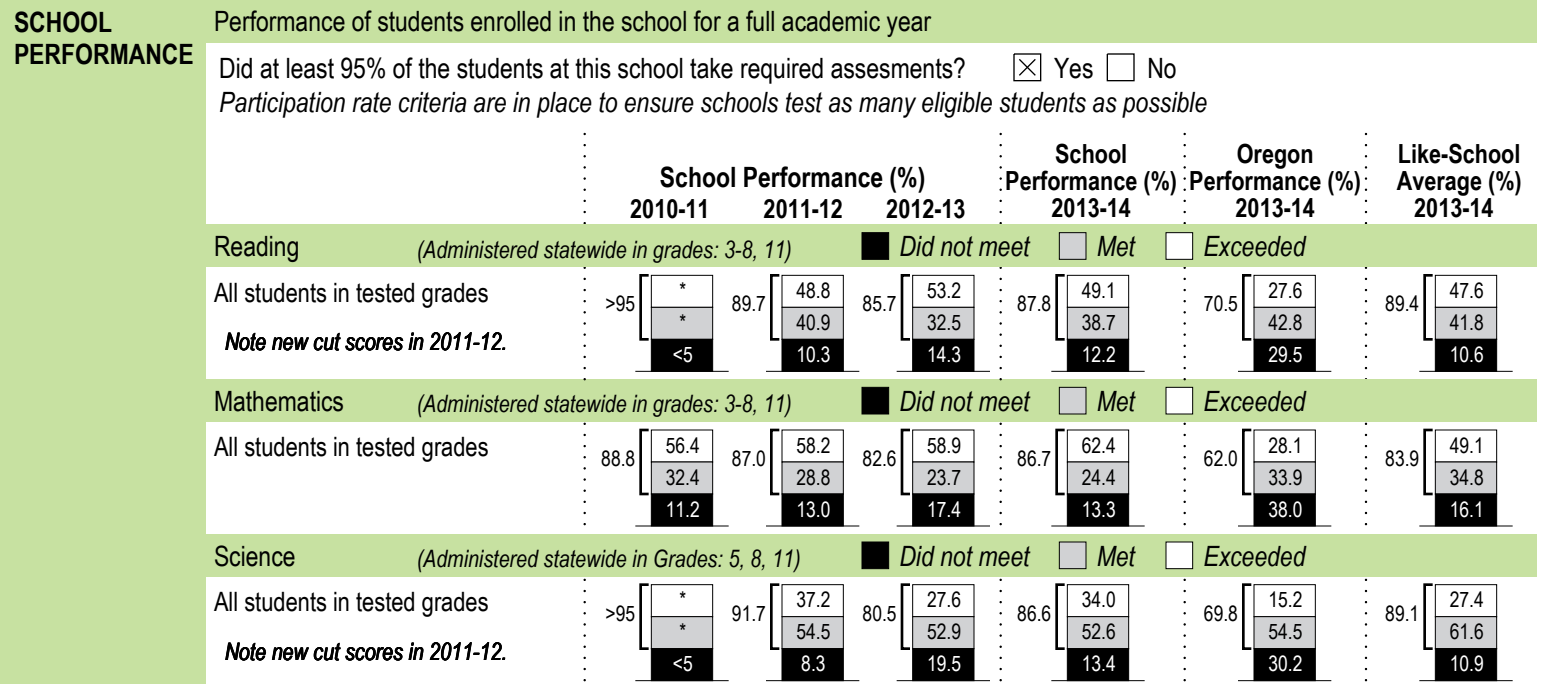 SCHOOL PERFORMANCE
Performance of students enrolled in the school for a full academic year
Did at least 95% of the students at this school take required assesments? ☒ Yes ☐ No
Participation rate criteria are in place to ensure schools test as many eligible students as possible
School Performance (%)
2010-11 2011-12 2012-13
School Performance (%) 2013-14
Oregon Performance (%) 2013-14
Like-School Average (%) 2013-14
Reading (Administered statewide in grades: 3-8, 11) Did not meet Met Exceeded
All students in tested grades
Note new cut scores in 2011-12.
>95 * * <5
89.7 48.8 40.9 10.3
85.7 53.2 32.5 14.3
87.8 49.1 38.7 12.2
70.5 27.6 42.8 29.5
89.4 47.6 41.8 10.6
Mathematics (Administered statewide in grades: 3-8, 11) Did not meet Met Exceeded
All students in tested grades
88.8 56.4 32.4 11.2
87.0 58.2 28.8 13.0
82.6 58.9 23.7 17.4
86.7 62.4 24.4 13.3
62.0 28.1 33.9 38.0
83.9 49.1 34.8 16.1
Science (Administered statewide in Grades: 5, 8, 11) Did not meet Met Exceeded
All students in tested grades
Note new cut scores in 2011-12.
>95 * * <5
91.7 37.2 54.5 8.3
80.5 27.6 52.9 19.5
86.6 34.0 52.6 13.4
69.8 15.2 54.5 30.2
89.1 27.4 61.6 10.9